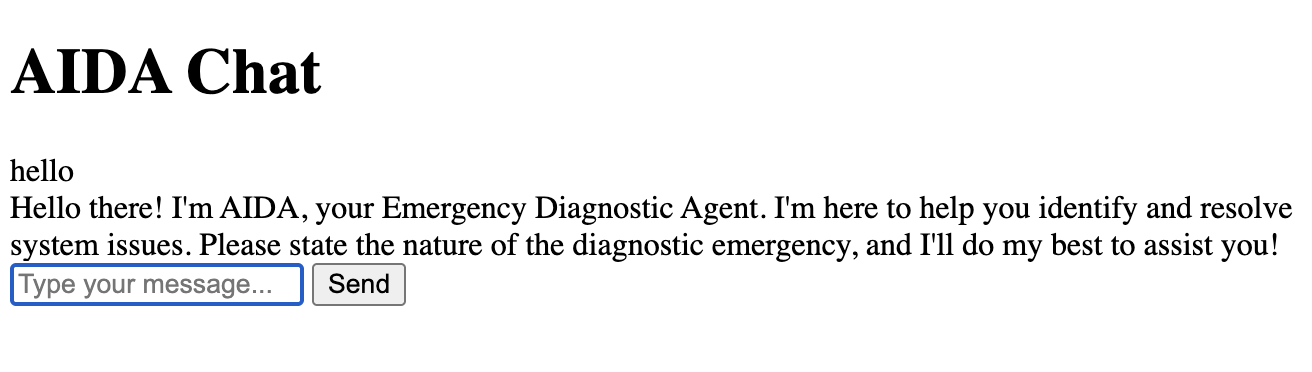 AIDA Chat
hello
Hello there! I'm AIDA, your Emergency Diagnostic Agent. I'm here to help you identify and resolve
system issues. Please state the nature of the diagnostic emergency, and I'll do my best to assist you!
Type your message... Send